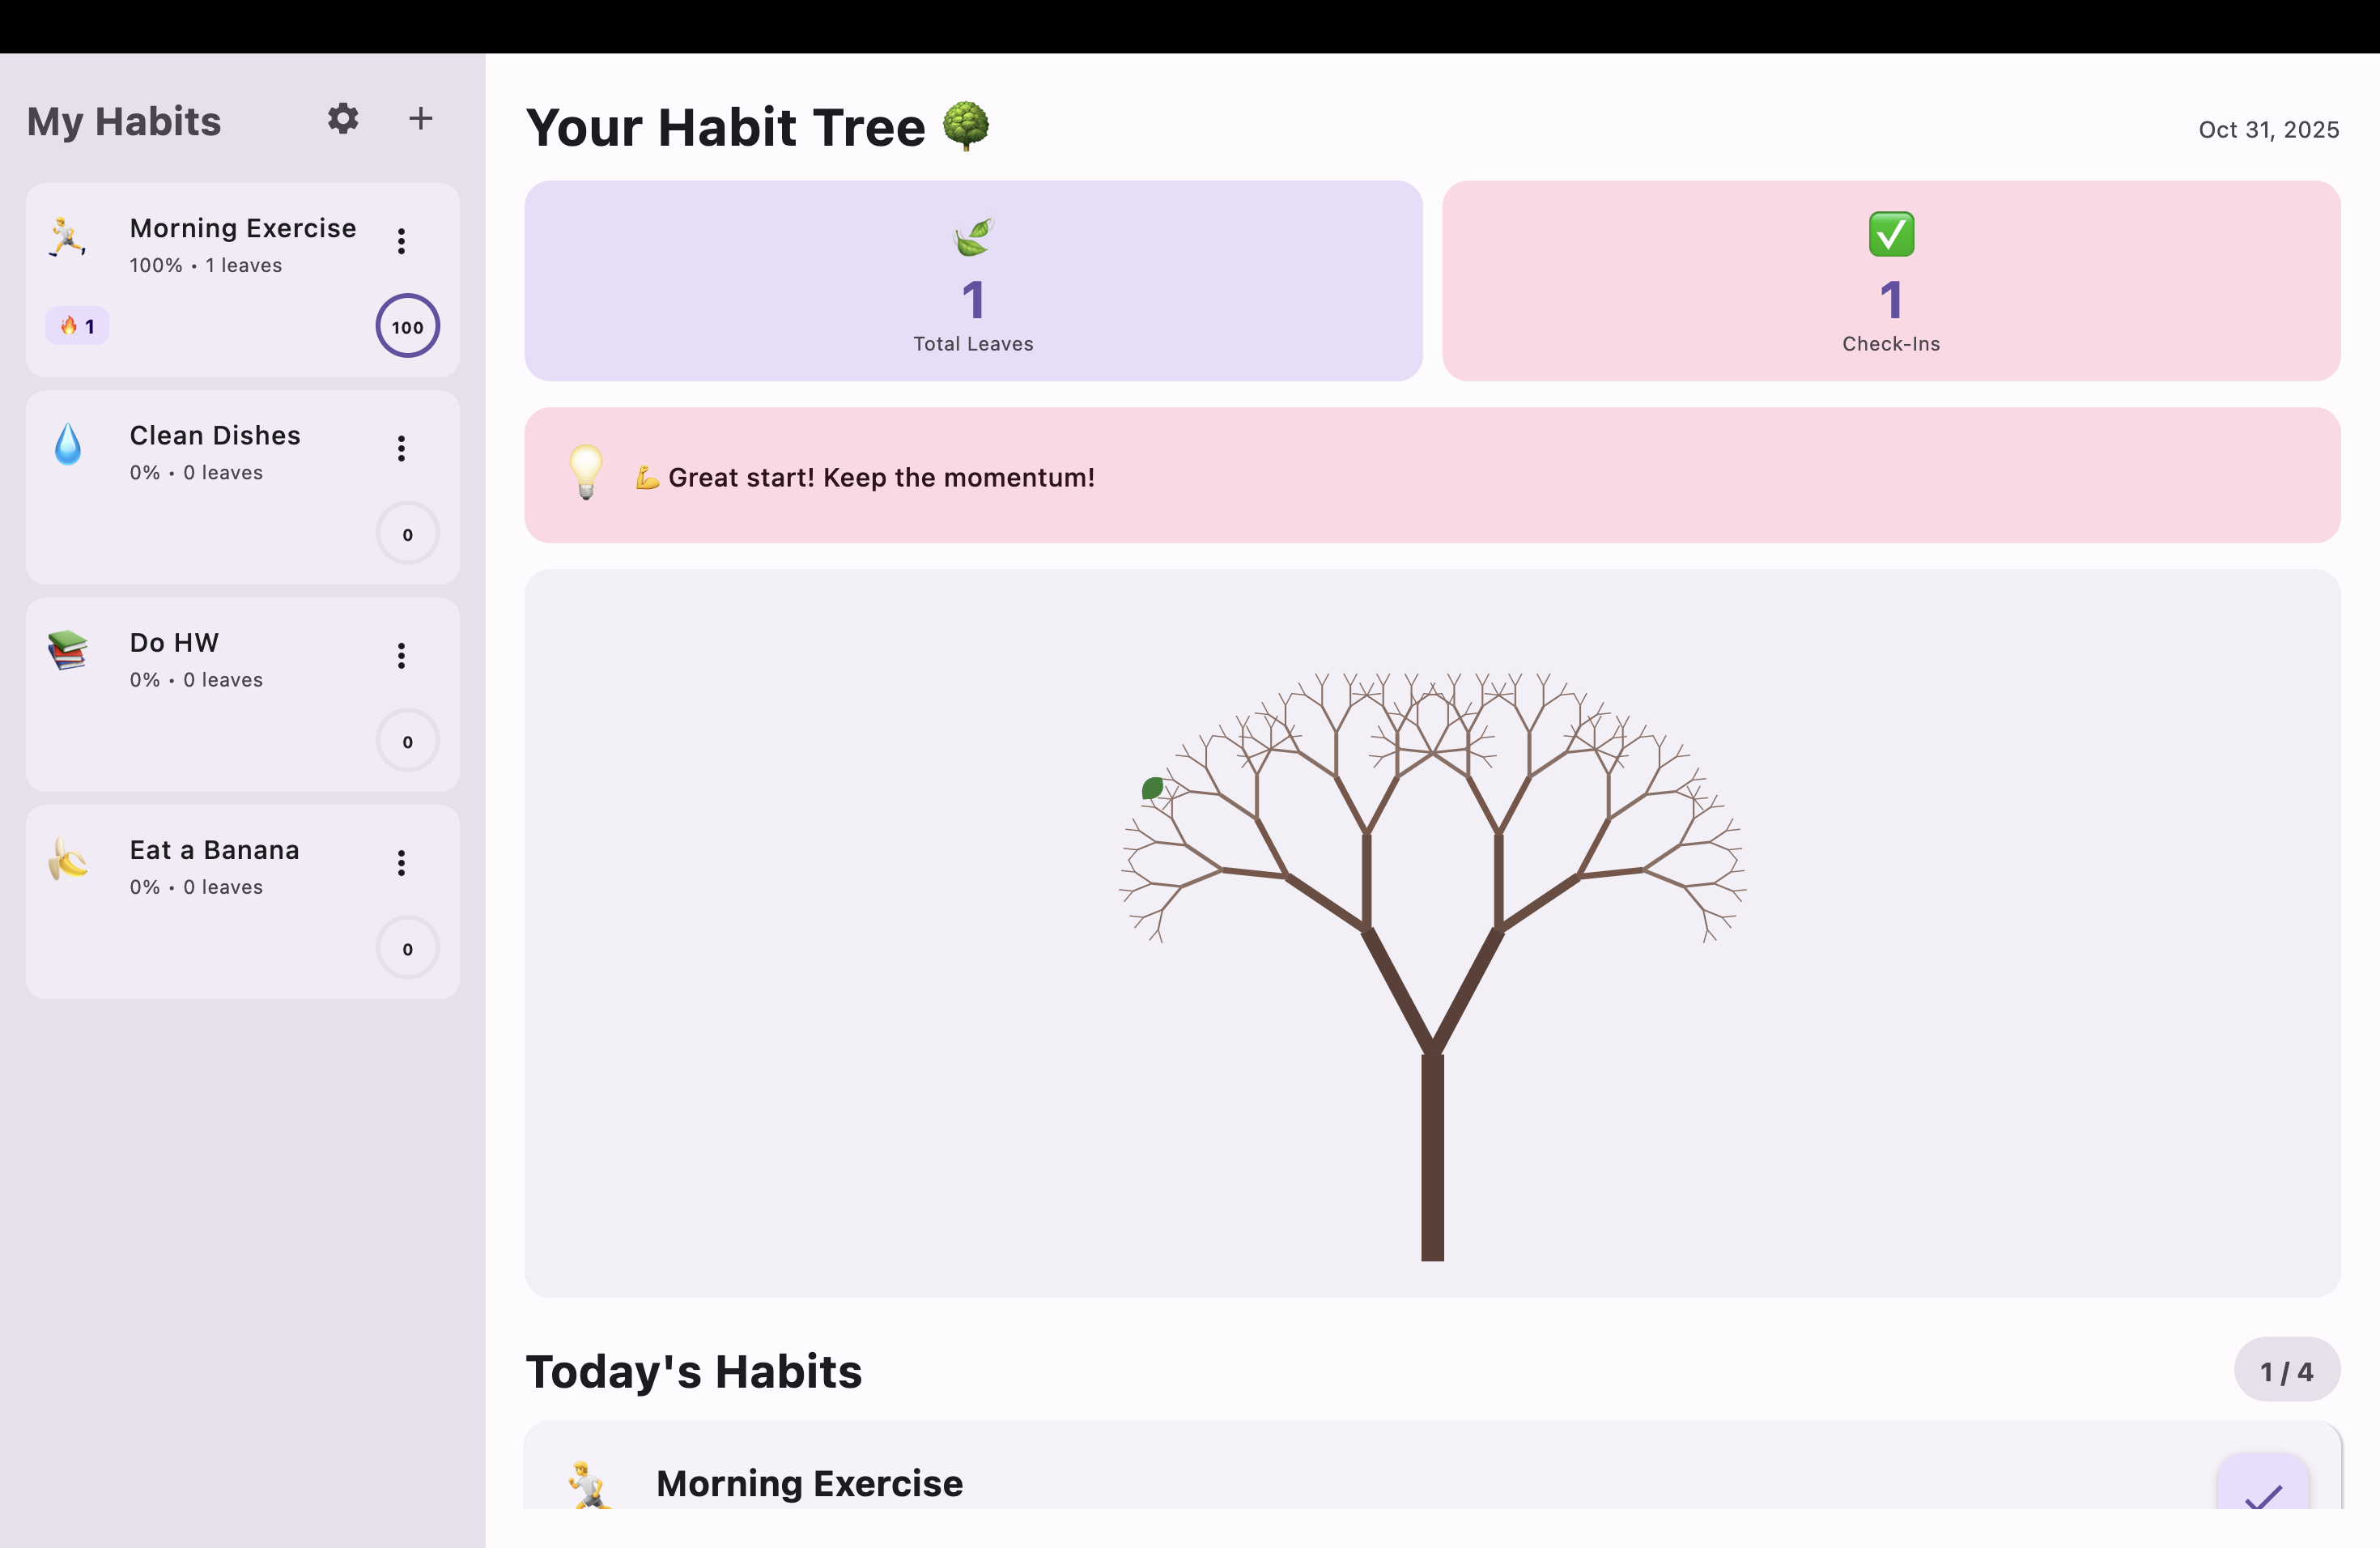 My Habits
Morning Exercise
100% • 1 leaves
1
100
Clean Dishes
0% • 0 leaves
0
Do HW
0% • 0 leaves
0
Eat a Banana
0% • 0 leaves
0
Your Habit Tree
Oct 31, 2025
1
Total Leaves
1
Check-Ins
Great start! Keep the momentum!
Today's Habits
1 / 4
Morning Exercise